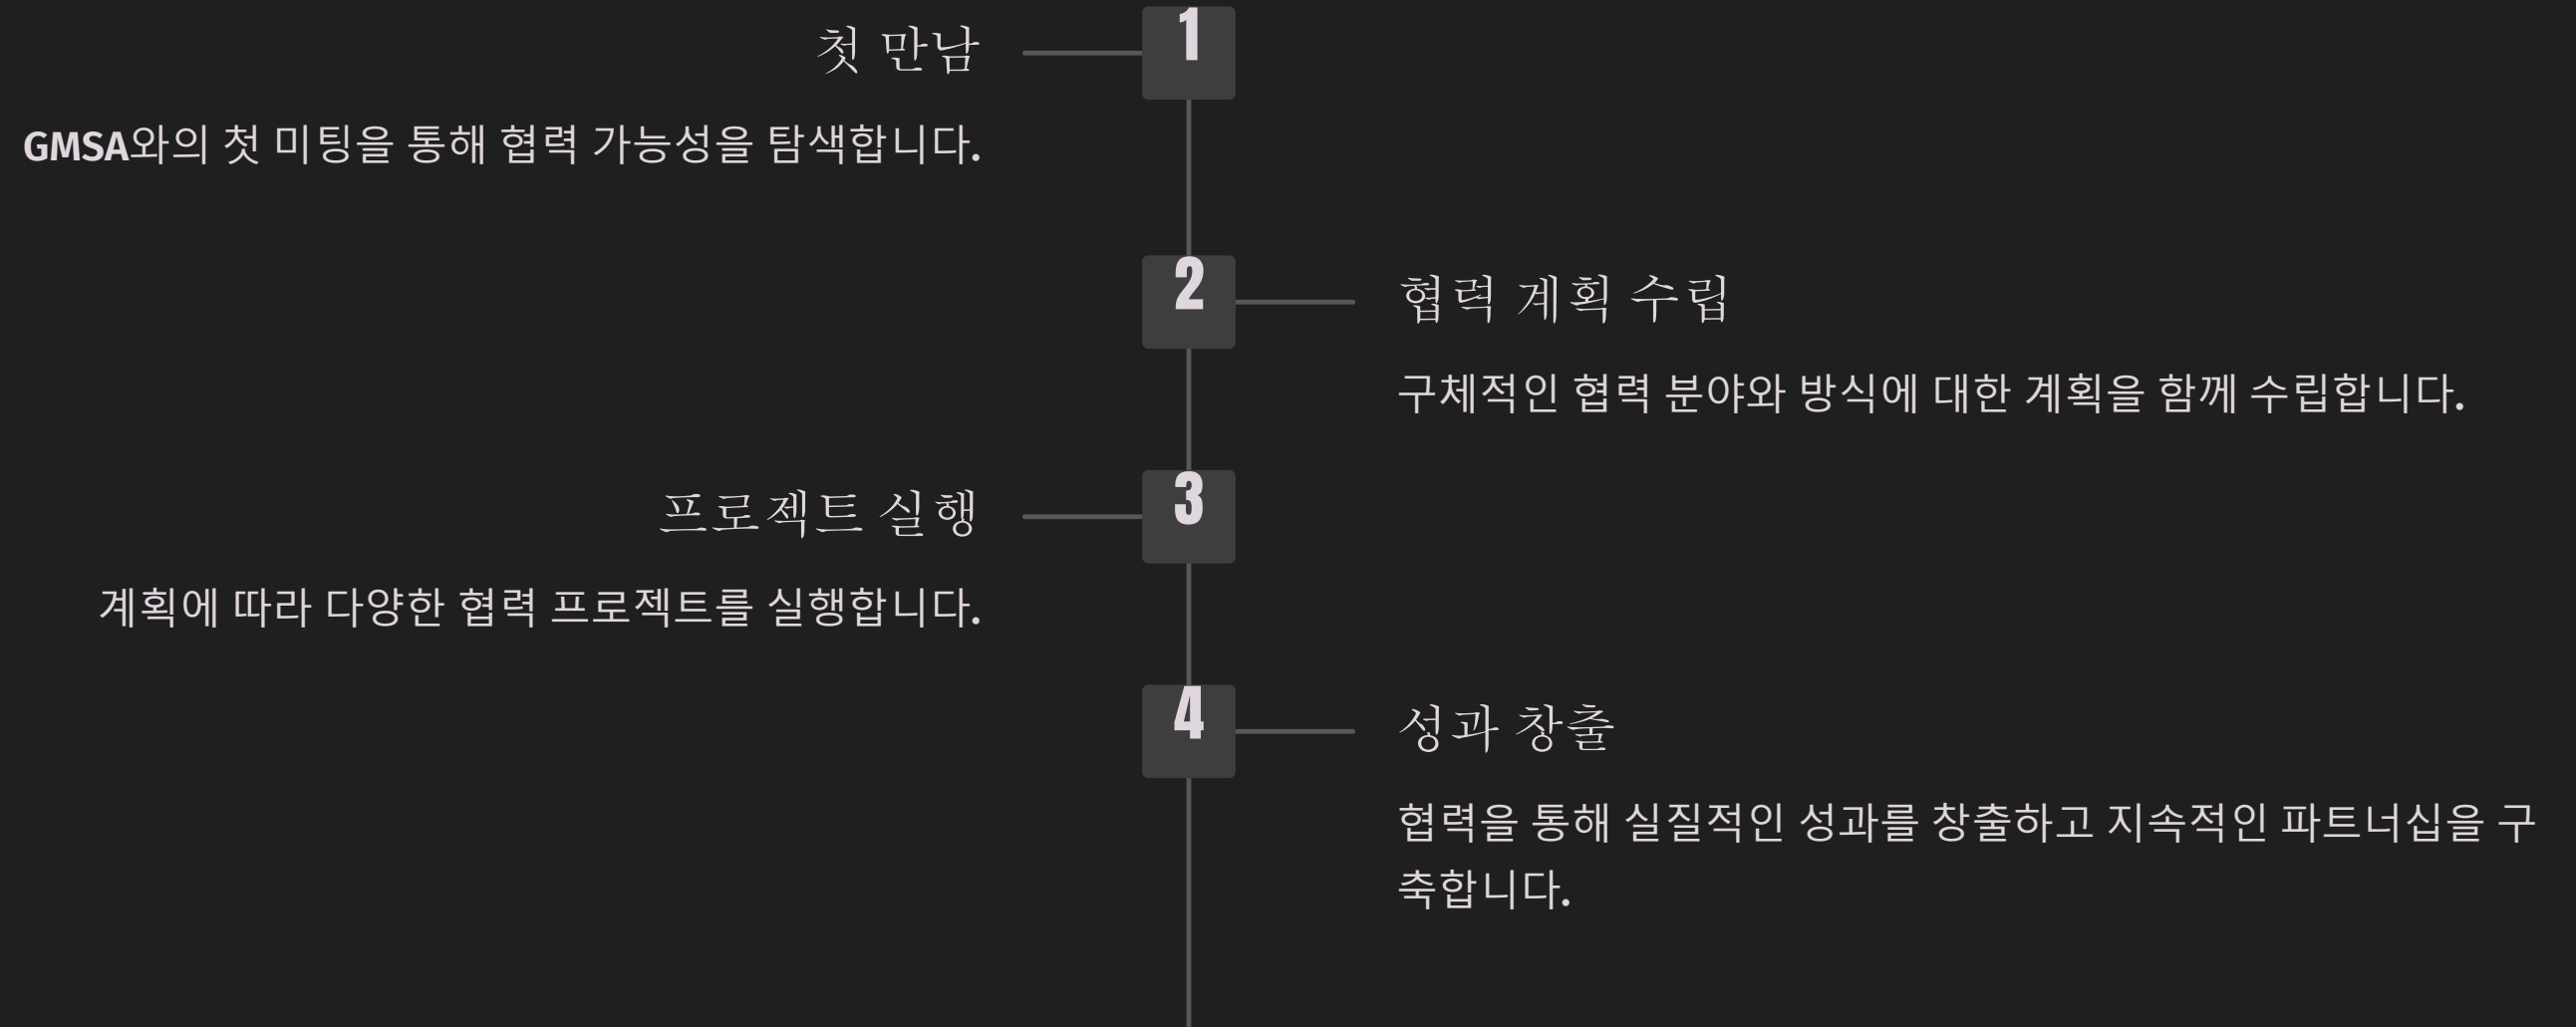 1
첫 만남
GMSA와의 첫 미팅을 통해 협력 가능성을 탐색합니다.
2
협력 계획 수립
구체적인 협력 분야와 방식에 대한 계획을 함께 수립합니다.
3
프로젝트 실행
계획에 따라 다양한 협력 프로젝트를 실행합니다.
4
성과 창출
협력을 통해 실질적인 성과를 창출하고 지속적인 파트너십을 구
축합니다.